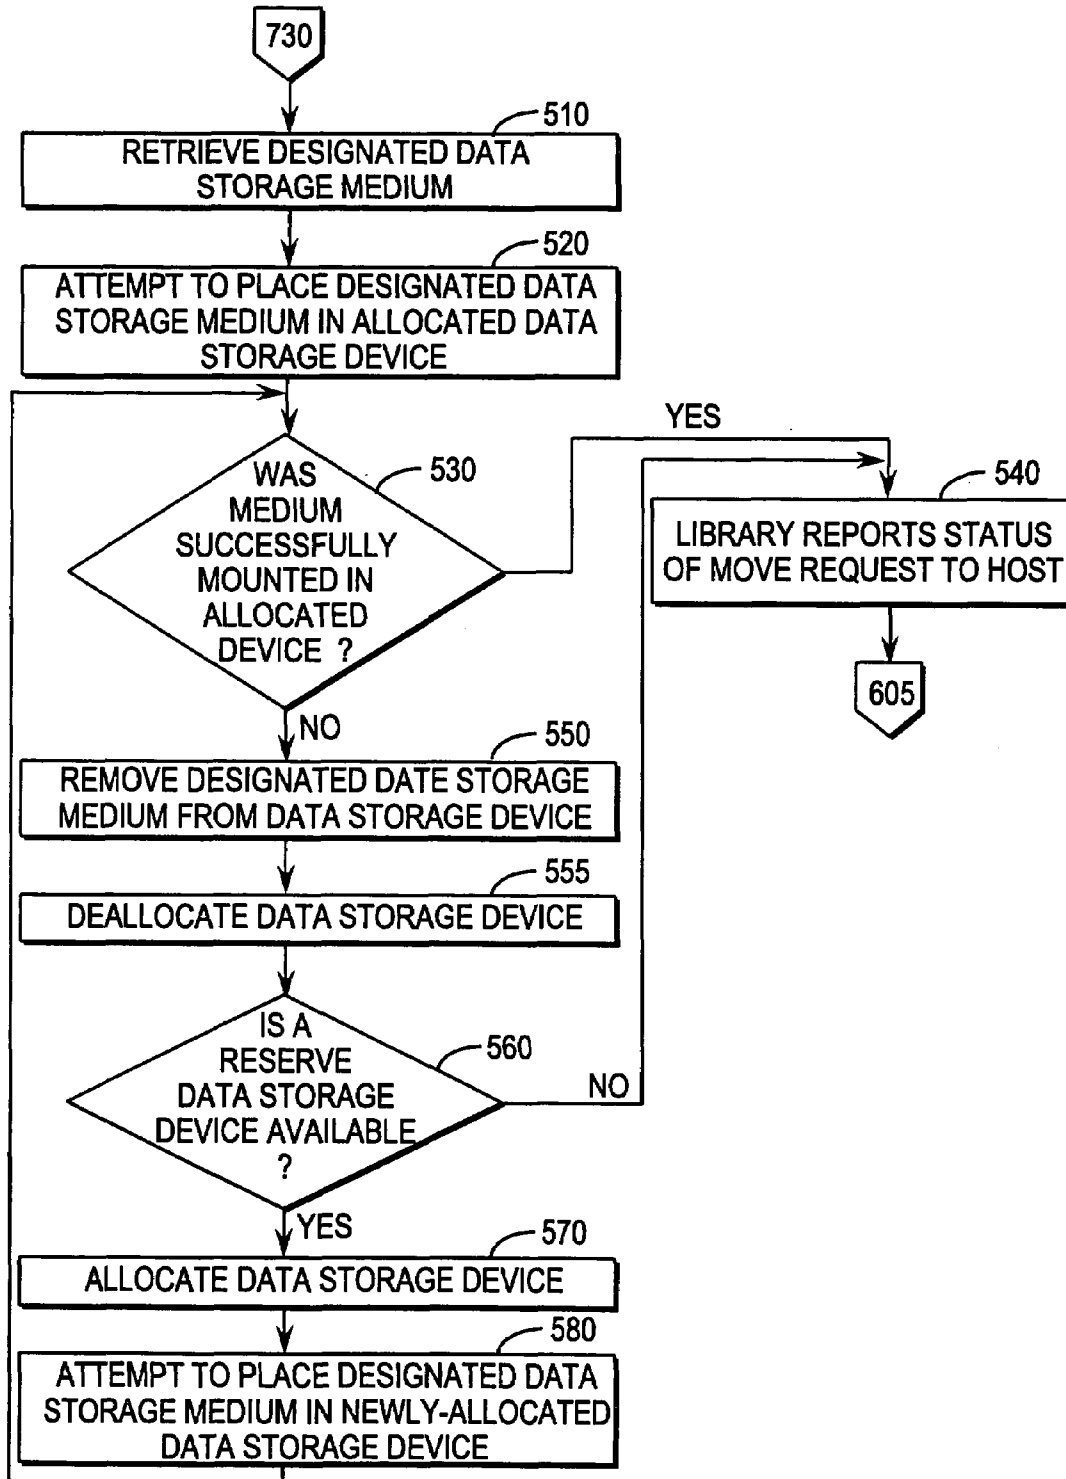 730
510
RETRIEVE DESIGNATED DATA
STORAGE MEDIUM
520
ATTEMPT TO PLACE DESIGNATED DATA
STORAGE MEDIUM IN ALLOCATED DATA
STORAGE DEVICE
YES
530
WAS
MEDIUM
SUCCESSFULLY
MOUNTED IN
ALLOCATED
DEVICE ?
540
LIBRARY REPORTS STATUS
OF MOVE REQUEST TO HOST
605
NO
550
REMOVE DESIGNATED DATE STORAGE
MEDIUM FROM DATA STORAGE DEVICE
555
DEALLOCATE DATA STORAGE DEVICE
IS A
RESERVE
DATA STORAGE
DEVICE AVAILABLE
?
560
NO
YES
570
ALLOCATE DATA STORAGE DEVICE
580
ATTEMPT TO PLACE DESIGNATED DATA
STORAGE MEDIUM IN NEWLY-ALLOCATED
DATA STORAGE DEVICE